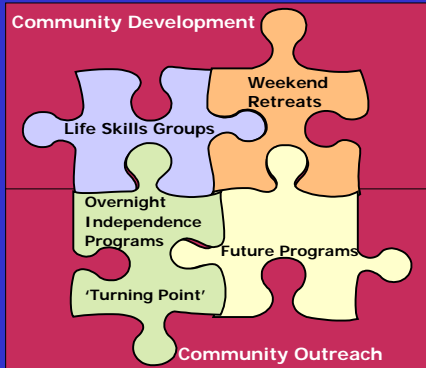 Community Development
Weekend
Retreats
Life Skills Groups
Overnight
Independence
Programs
Future Programs
‘Turning Point’
Community Outreach